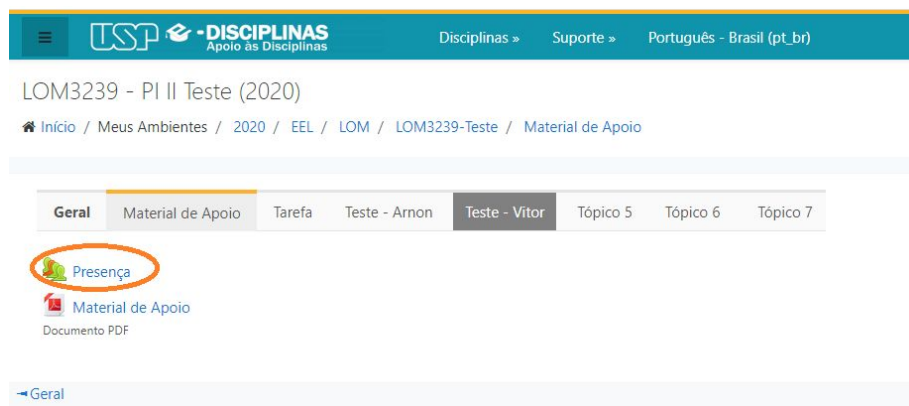 USP e-DISCIPLINAS
Apoio às Disciplinas
Disciplinas » Suporte » Português - Brasil (pt_br)
LOM3239 - PI II Teste (2020)
Início / Meus Ambientes / 2020 / EEL / LOM / LOM3239-Teste / Material de Apoio
Geral Material de Apoio Tarefa Teste - Arnon Teste - Vitor Tópico 5 Tópico 6 Tópico 7
Presença
Material de Apoio
Documento PDF
Geral